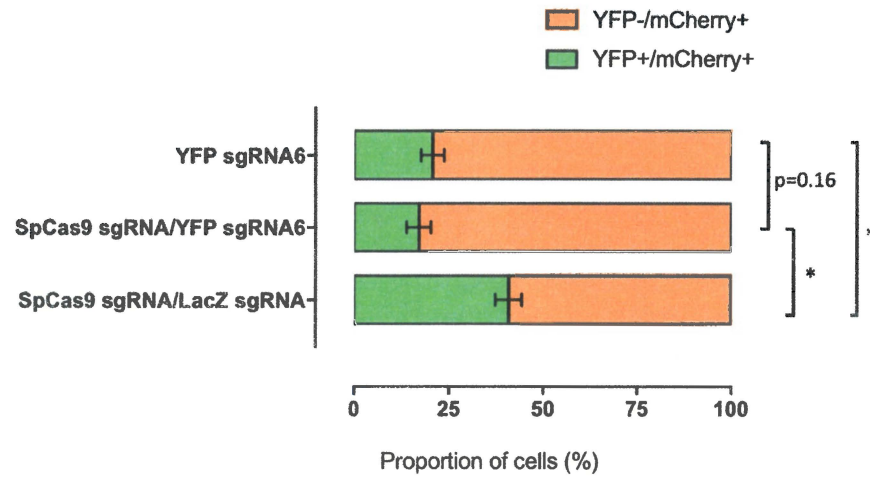 YFP-/mCherry+
YFP+/mCherry+
YFP sgRNA6
p=0.16
SpCas9 sgRNA/YFP sgRNA6
*
SpCas9 sgRNA/LacZ sgRNA
0 25 50 75 100
Proportion of cells (%)